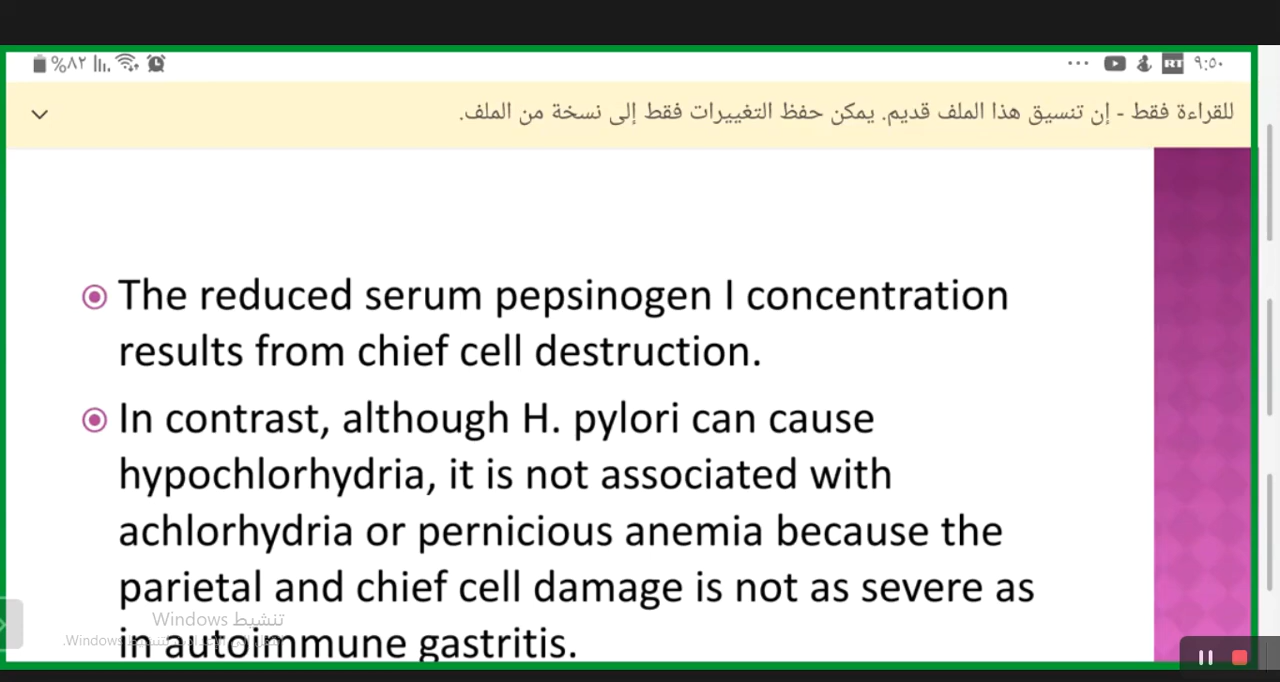 %٨٢ RT ٩:٥٠
للقراءة فقط - إن تنسيق هذا الملف قديم. يمكن حفظ التغييرات فقط إلى نسخة من الملف.
The reduced serum pepsinogen I concentration
results from chief cell destruction.
In contrast, although H. pylori can cause
hypochlorhydria, it is not associated with
achlorhydria or pernicious anemia because the
parietal and chief cell damage is not as severe as
in autoimmune gastritis.
تنشيط Windows
Windows.